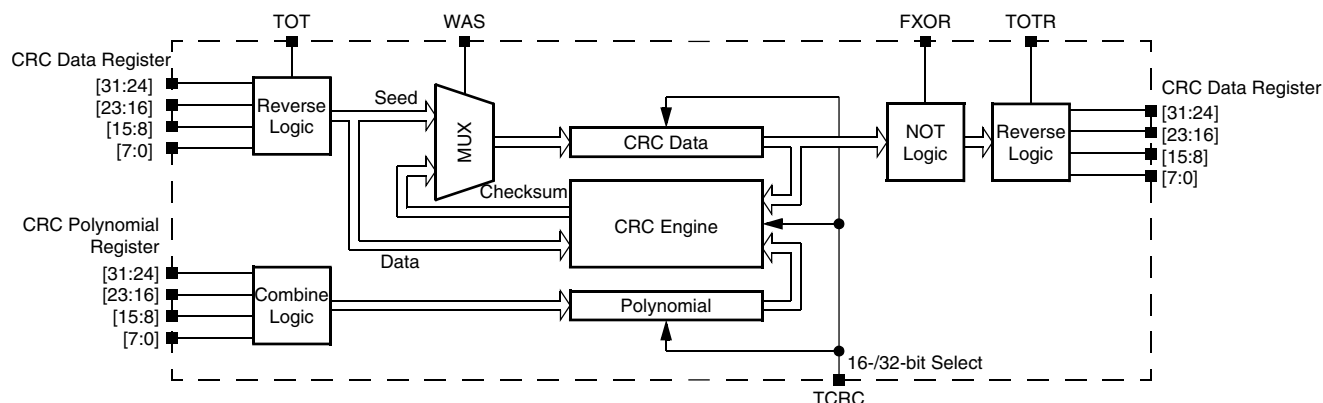 TOT
WAS
FXOR
TOTR
CRC Data Register
[31:24]
[23:16]
[15:8]
[7:0]
Reverse
Logic
Seed
MUX
CRC Data
NOT
Logic
Reverse
Logic
CRC Data Register
[31:24]
[23:16]
[15:8]
[7:0]
Checksum
CRC Engine
Data
CRC Polynomial
Register
[31:24]
[23:16]
[15:8]
[7:0]
Combine
Logic
Polynomial
16-/32-bit Select
TCRC